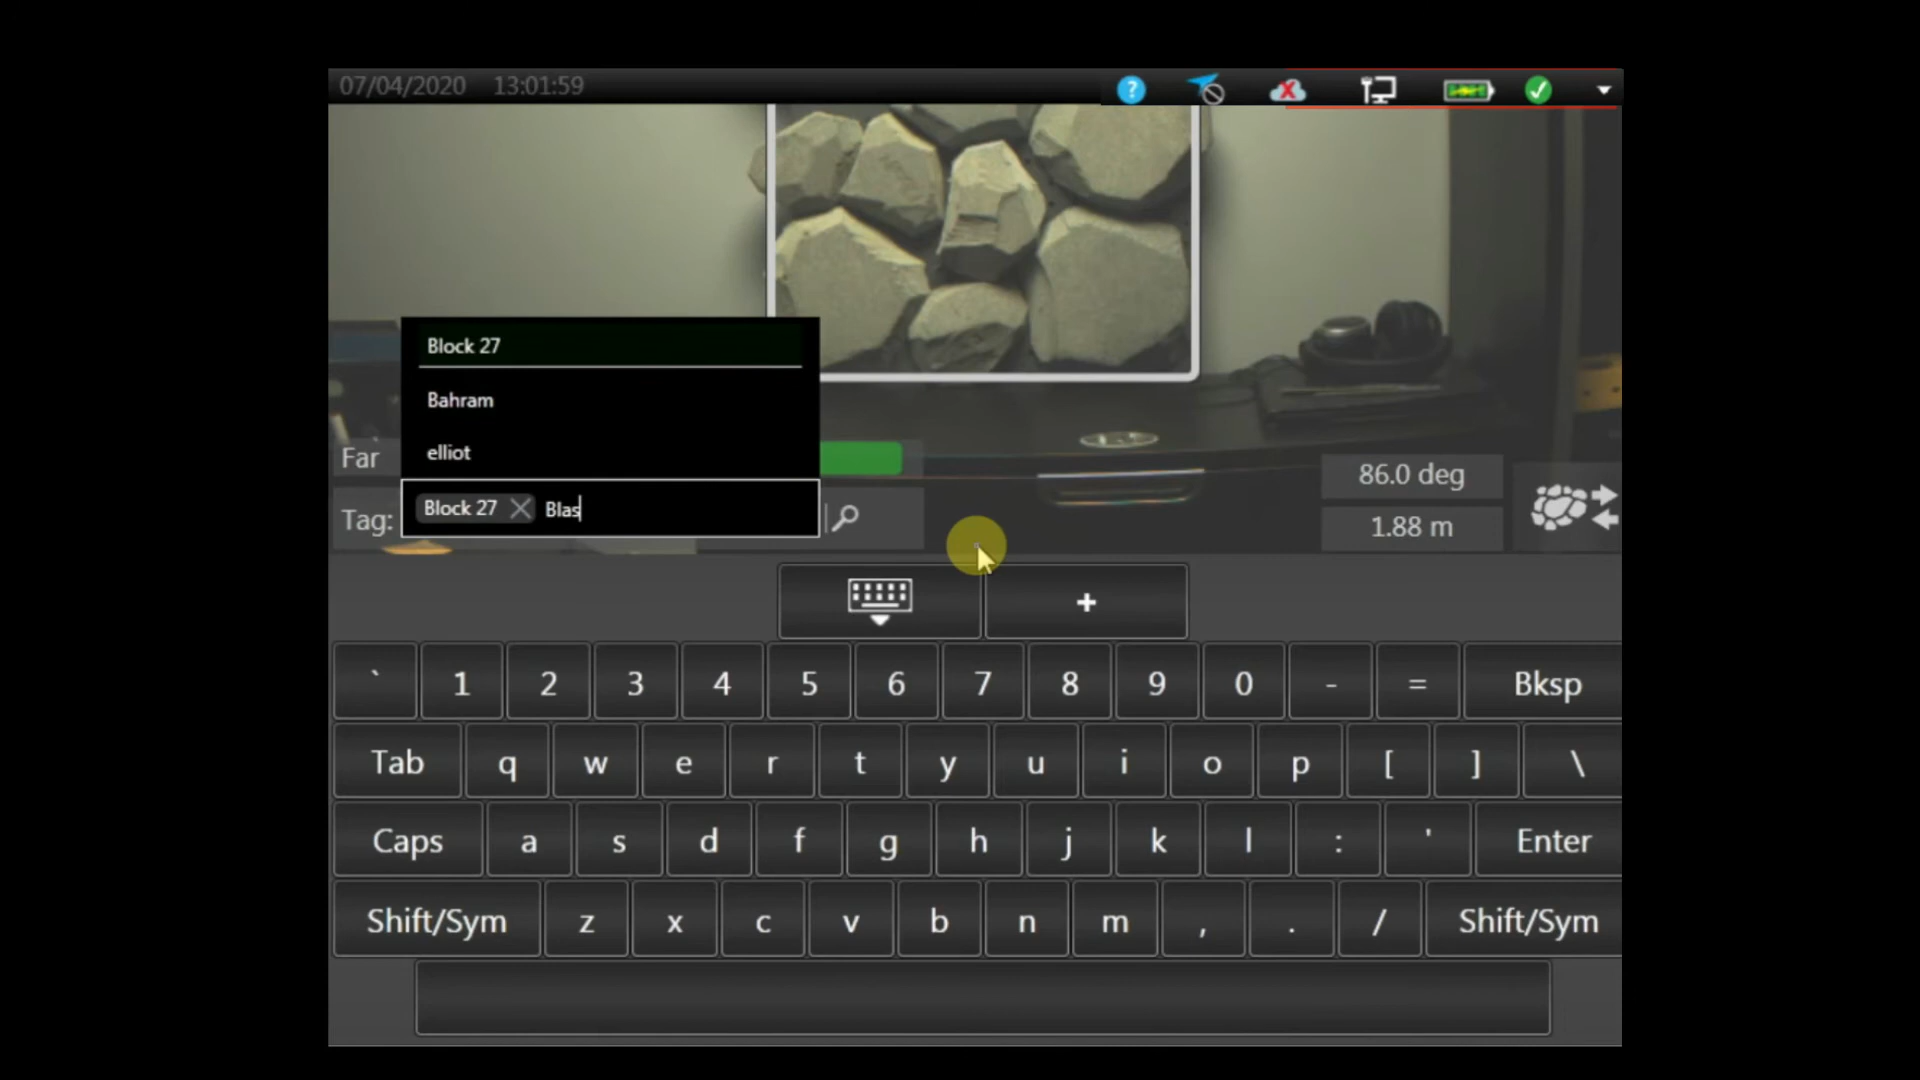 07/04/2020 13:01:59
?
Block 27
Bahram
elliot
Far
Tag: Block 27 Blas
86.0 deg
1.88 m
+
` 1 2 3 4 5 6 7 8 9 0 - = Bksp
Tab q w e r t y u i o p [ ] \
Caps a s d f g h j k l : ' Enter
Shift/Sym z x c v b n m , . / Shift/Sym